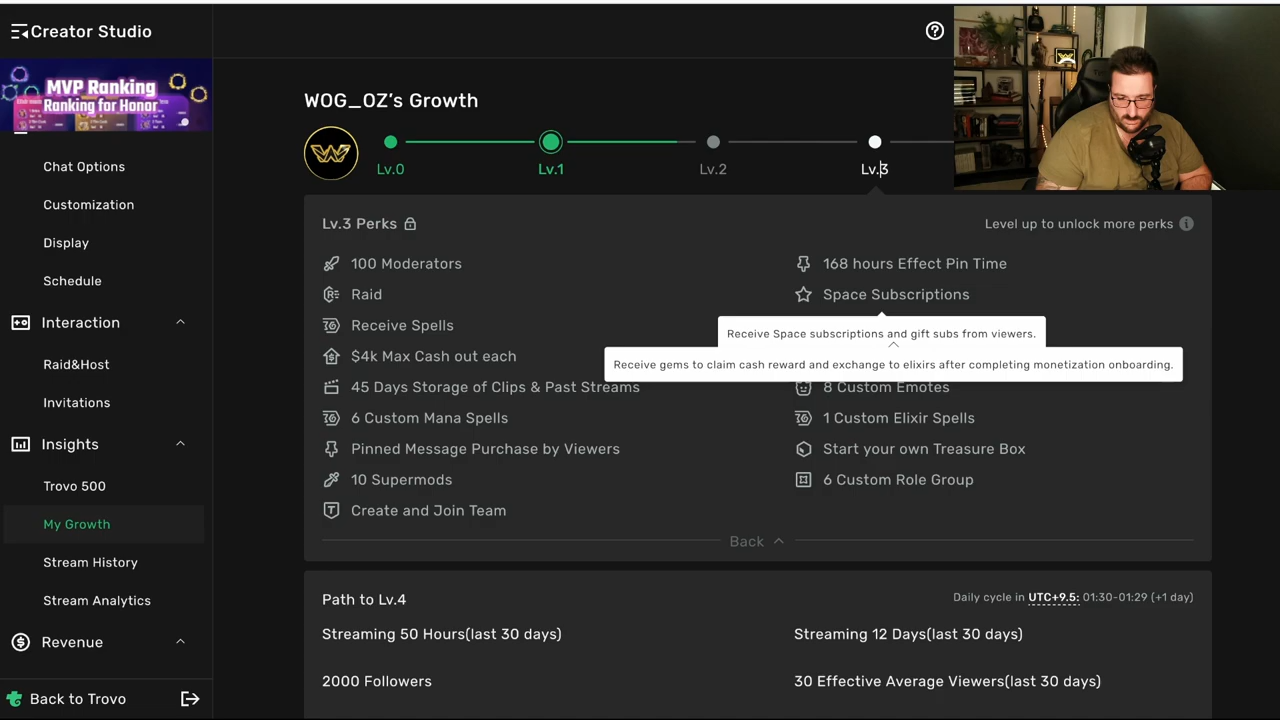 Creator Studio
MVP Ranking
Ranking for Honor
Chat Options
Customization
Display
Schedule
Interaction
Raid&Host
Invitations
Insights
Trovo 500
My Growth
Stream History
Stream Analytics
Revenue
Back to Trovo
WOG_OZ's Growth
Lv.0
Lv.1
Lv.2
Lv.3
Lv.3 Perks
Level up to unlock more perks
100 Moderators
168 hours Effect Pin Time
Raid
Space Subscriptions
Receive Spells
Receive Space subscriptions and gift subs from viewers.
$4k Max Cash out each
Receive gems to claim cash reward and exchange to elixirs after completing monetization onboarding.
45 Days Storage of Clips & Past Streams
8 Custom Emotes
6 Custom Mana Spells
1 Custom Elixir Spells
Pinned Message Purchase by Viewers
Start your own Treasure Box
10 Supermods
6 Custom Role Group
Create and Join Team
Back
Path to Lv.4
Daily cycle in UTC+9.5: 01:30-01:29 (+1 day)
Streaming 50 Hours(last 30 days)
Streaming 12 Days(last 30 days)
2000 Followers
30 Effective Average Viewers(last 30 days)